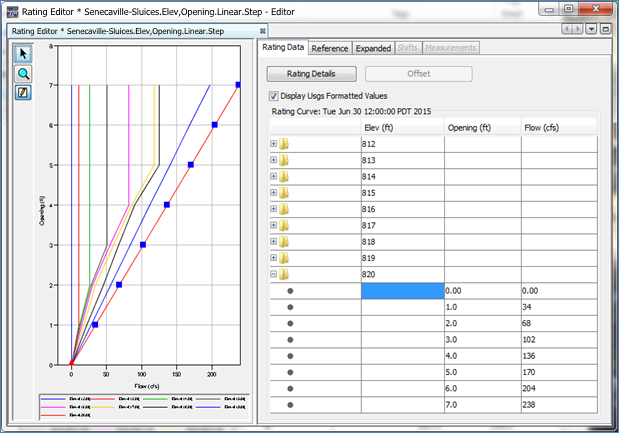 Rating Editor * Senecaville-Sluices.Elev,Opening.Linear.Step - Editor
Rating Editor * Senecaville-Sluices.Elev,Opening.Linear.Step
8
7
6
5
4
3
2
1
0
Opening (ft)
0 50 100 150 200
Flow (cfs)
Rating Data Reference Expanded Shifts Measurements
Rating Details Offset
Display Usgs Formatted Values
Rating Curve: Tue Jun 30 12:00:00 PDT 2015
Elev (ft) Opening (ft) Flow (cfs)
812
813
814
815
816
817
818
819
820
0.00 0.00
1.0 34
2.0 68
3.0 102
4.0 136
5.0 170
6.0 204
7.0 238